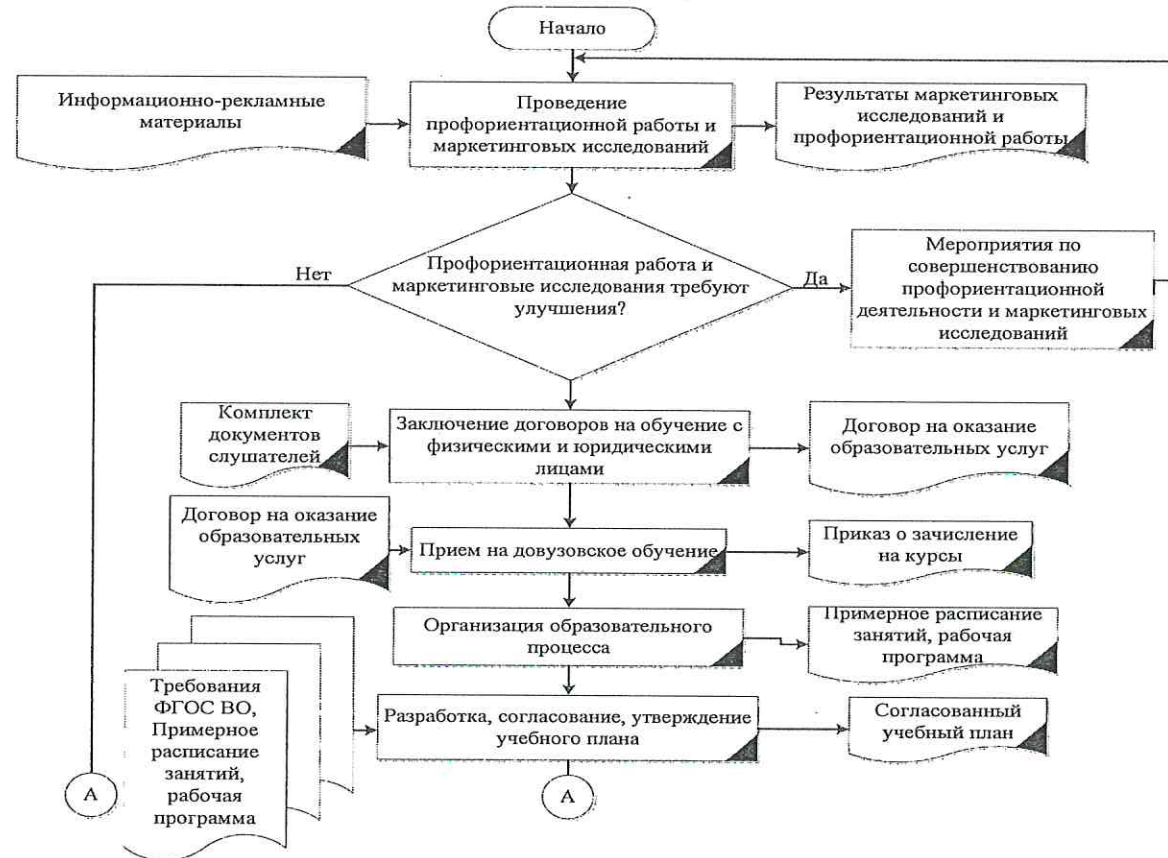 Начало
Информационно-рекламные
материалы
Проведение
профориентационной работы и
маркетинговых исследований
Результаты маркетинговых
исследований и
профориентационной работы
Нет
Профориентационная работа и
маркетинговые исследования требуют
улучшения?
Да
Мероприятия по
совершенствованию
профориентационной
деятельности и маркетинговых
исследований
Комплект
документов
слушателей
Заключение договоров на обучение с
физическими и юридическими
лицами
Договор на оказание
образовательных услуг
Договор на оказание
образовательных
услуг
Прием на довузовское обучение
Приказ о зачисление
на курсы
Организация образовательного
процесса
Примерное расписание
занятий, рабочая
программа
Требования
ФГОС ВО,
Примерное
расписание
занятий,
рабочая
программа
Разработка, согласование, утверждение
учебного плана
Согласованный
учебный план
А
А